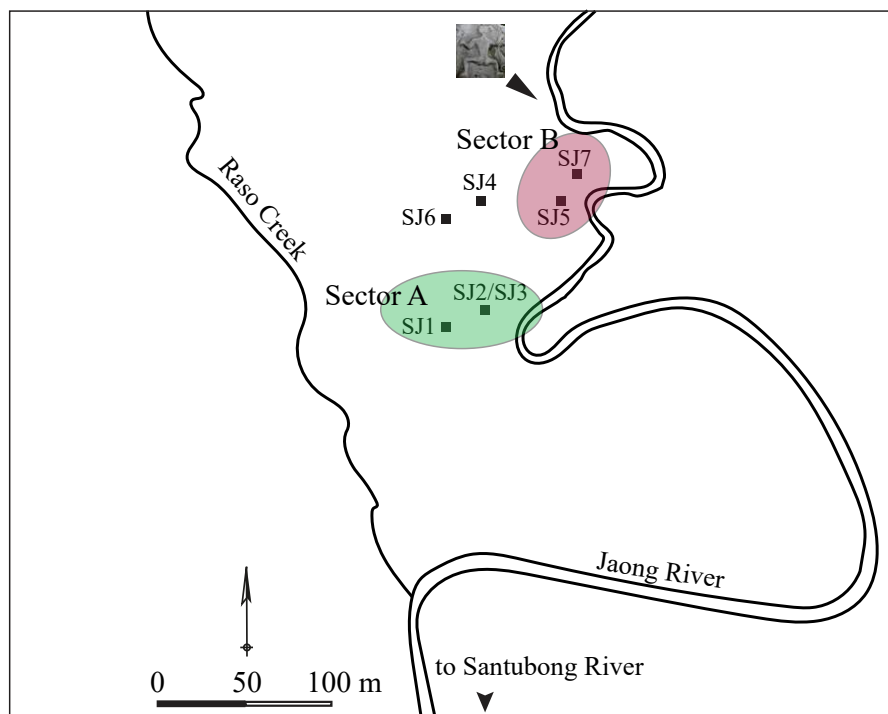 Sector B
SJ7
SJ4
SJ5
SJ6
Raso Creek
Sector A
SJ2/SJ3
SJ1
Jaong River
to Santubong River
0 50 100 m